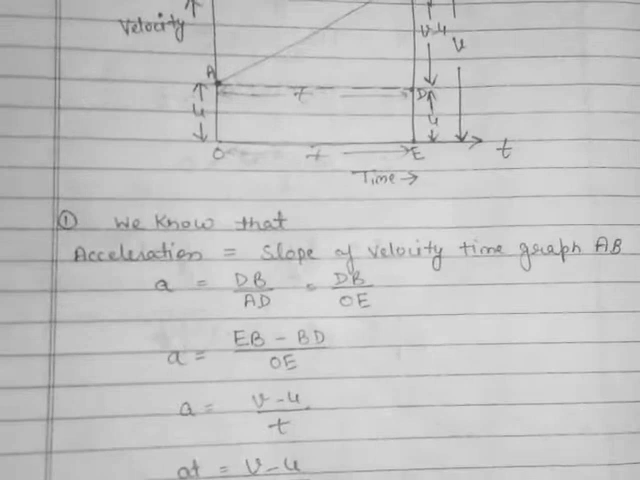 Velocity
v-u
v
A
t
D
u
u
O
t
E
t
Time →
① We know that
Acceleration = Slope of velocity time graph AB
a = DB/AD = DB/OE
a = EB - BD/OE
a = v-u/t
at = v-u